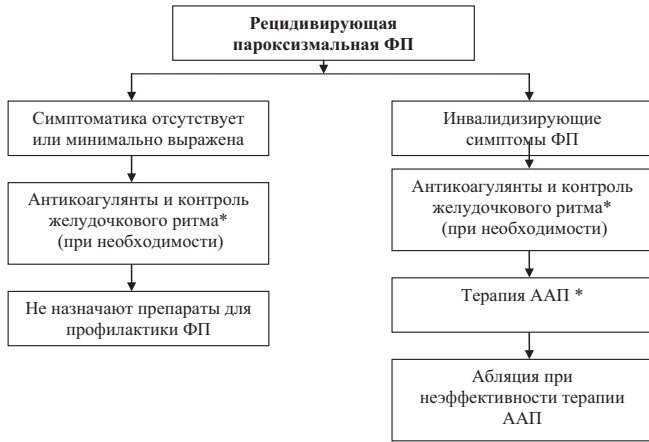 Рецидивирующая
пароксизмальная ФП
Симптоматика отсутствует
или минимально выражена
Антикоагулянты и контроль
желудочкового ритма*
(при необходимости)
Не назначают препараты для
профилактики ФП
Инвалидизирующие
симптомы ФП
Антикоагулянты и контроль
желудочкового ритма*
(при необходимости)
Терапия ААП *
Абляция при
неэффективности терапии
ААП